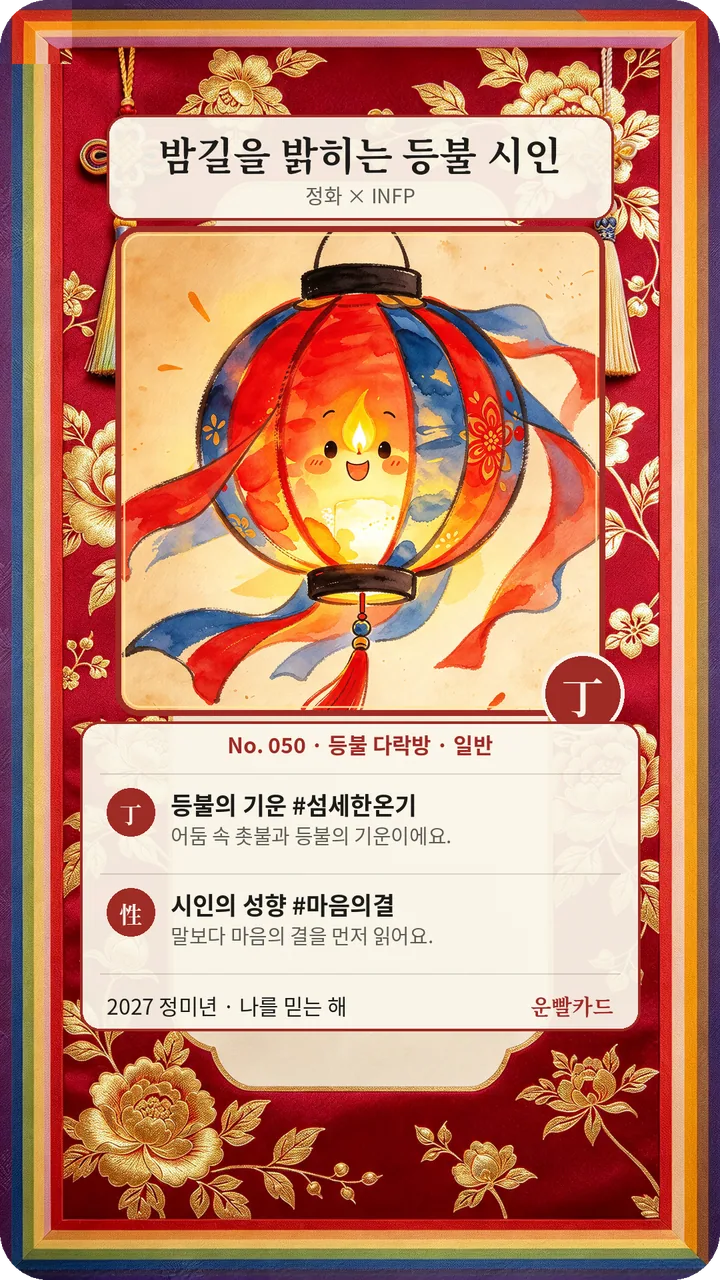 밤길을 밝히는 등불 시인
정화 × INFP
丁
No. 050 · 등불 다락방 · 일반
丁
등불의 기운 #섬세한온기
어둠 속 촛불과 등불의 기운이에요.
性
시인의 성향 #마음의결
말보다 마음의 결을 먼저 읽어요.
2027 정미년 · 나를 믿는 해
운빨카드